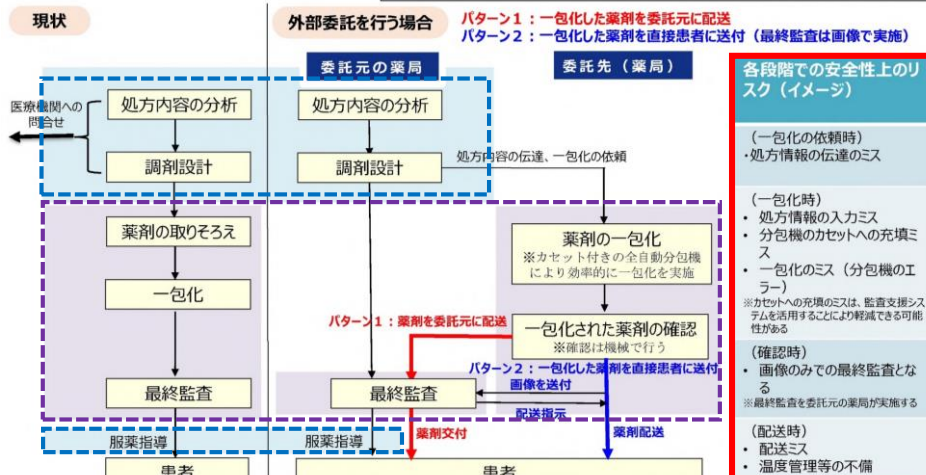 現状
外部委託を行う場合
パターン1：一包化した薬剤を委託元に配送
パターン2：一包化した薬剤を直接患者に送付（最終監査は画像で実施）
委託元の薬局
委託先（薬局）
医療機関への
問合せ
処方内容の分析
調剤設計
薬剤の取りそろえ
一包化
最終監査
服薬指導
患者
処方内容の分析
調剤設計
処方内容の伝達、一包化の依頼
薬剤の一包化
※カセット付きの全自動分包機
により効率的に一包化を実施
パターン1：薬剤を委託元に配送
一包化された薬剤の確認
※確認は機械で行う
パターン2：一包化した薬剤を直接患者に送付
画像を送付
最終監査
配送指示
服薬指導
薬剤交付
薬剤配送
患者
各段階での安全性上のリ
スク（イメージ）
（一包化の依頼時）
・処方情報の伝達のミス
（一包化時）
• 処方情報の入力ミス
• 分包機のカセットへの充填ミ
ス
• 一包化のミス（分包機のエ
ラー）
※カセットへの充填のミスは、監査支援シス
テムを活用することにより軽減できる可能
性がある
（確認時）
• 画像のみでの最終監査とな
る
※最終監査を委託元の薬局が実施する
（配送時）
• 配送ミス
• 温度管理等の不備